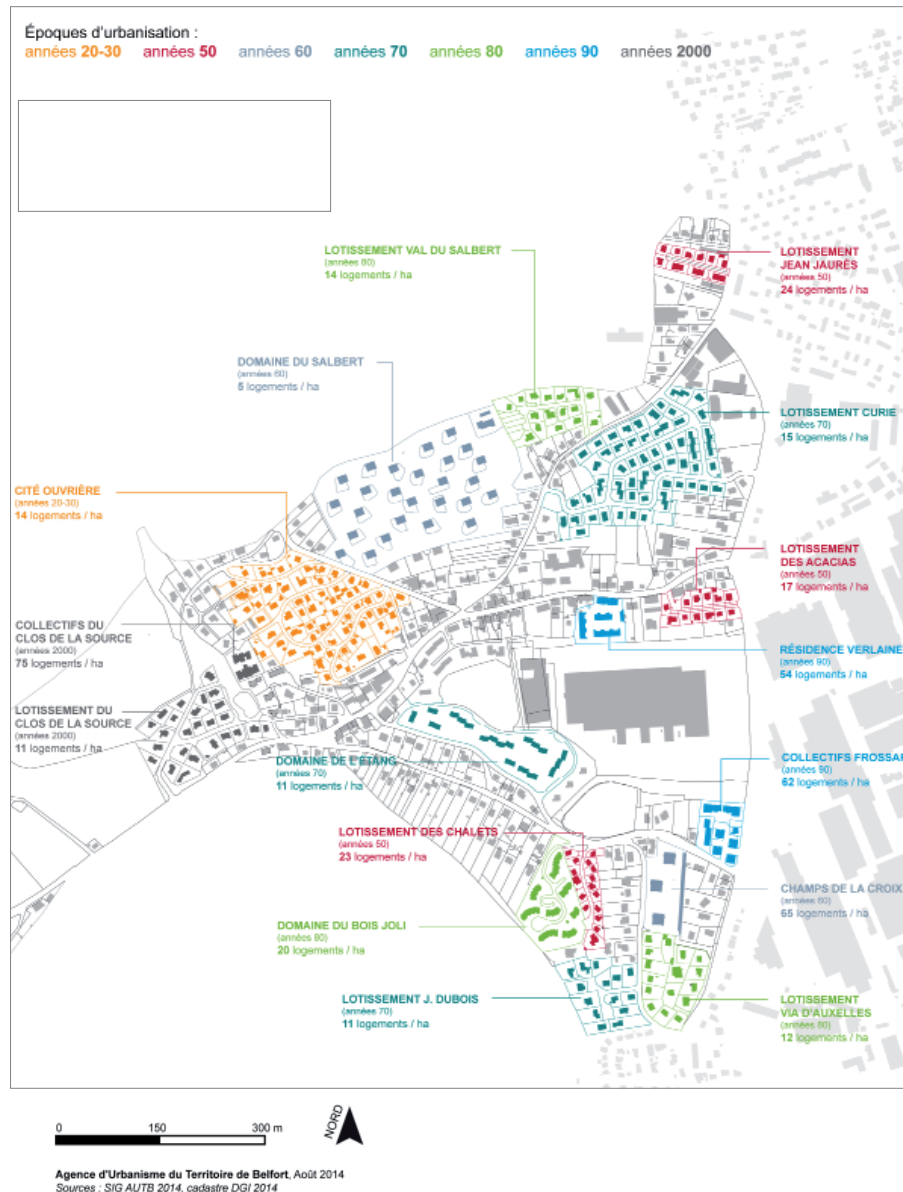 Époques d'urbanisation :
années 20-30 années 50 années 60 années 70 années 80 années 90 années 2000
LOTISSEMENT VAL DU SALBERT
(années 80)
14 logements / ha
LOTISSEMENT
JEAN JAURÈS
(années 50)
24 logements / ha
DOMAINE DU SALBERT
(années 60)
5 logements / ha
LOTISSEMENT CURIE
(années 70)
15 logements / ha
CITÉ OUVRIÈRE
(années 20-30)
14 logements / ha
LOTISSEMENT
DES ACACIAS
(années 50)
17 logements / ha
COLLECTIFS DU
CLOS DE LA SOURCE
(années 2000)
75 logements / ha
RÉSIDENCE VERLAINE
(années 90)
54 logements / ha
LOTISSEMENT DU
CLOS DE LA SOURCE
(années 2000)
11 logements / ha
DOMAINE DE L'ÉTANG
(années 70)
11 logements / ha
COLLECTIFS FROSSAR
(années 90)
62 logements / ha
LOTISSEMENT DES CHALETS
(années 50)
23 logements / ha
CHAMPS DE LA CROIX
(années 60)
65 logements / ha
DOMAINE DU BOIS JOLI
(années 80)
20 logements / ha
LOTISSEMENT J. DUBOIS
(années 70)
11 logements / ha
LOTISSEMENT
VIA D'AUXELLES
(années 80)
12 logements / ha
0 150 300 m
NORD
Agence d'Urbanisme du Territoire de Belfort, Août 2014
Sources : SIG AUTB 2014, cadastre DGI 2014